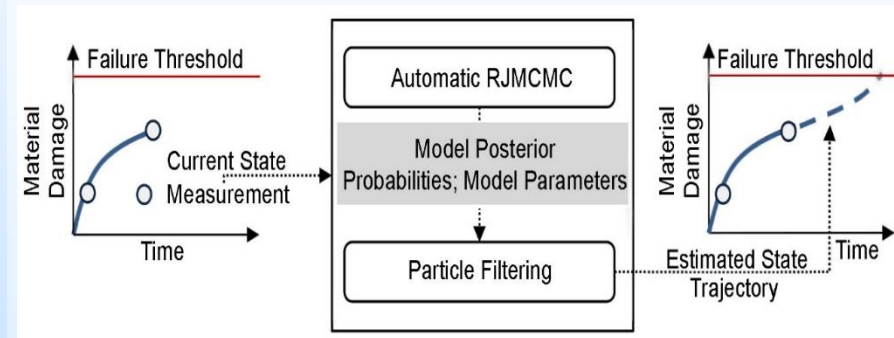 Failure Threshold
Material
Damage
Current State
Measurement
Time
Automatic RJMCMC
Model Posterior
Probabilities; Model Parameters
Particle Filtering
Failure Threshold
Material
Damage
Time
Estimated State
Trajectory